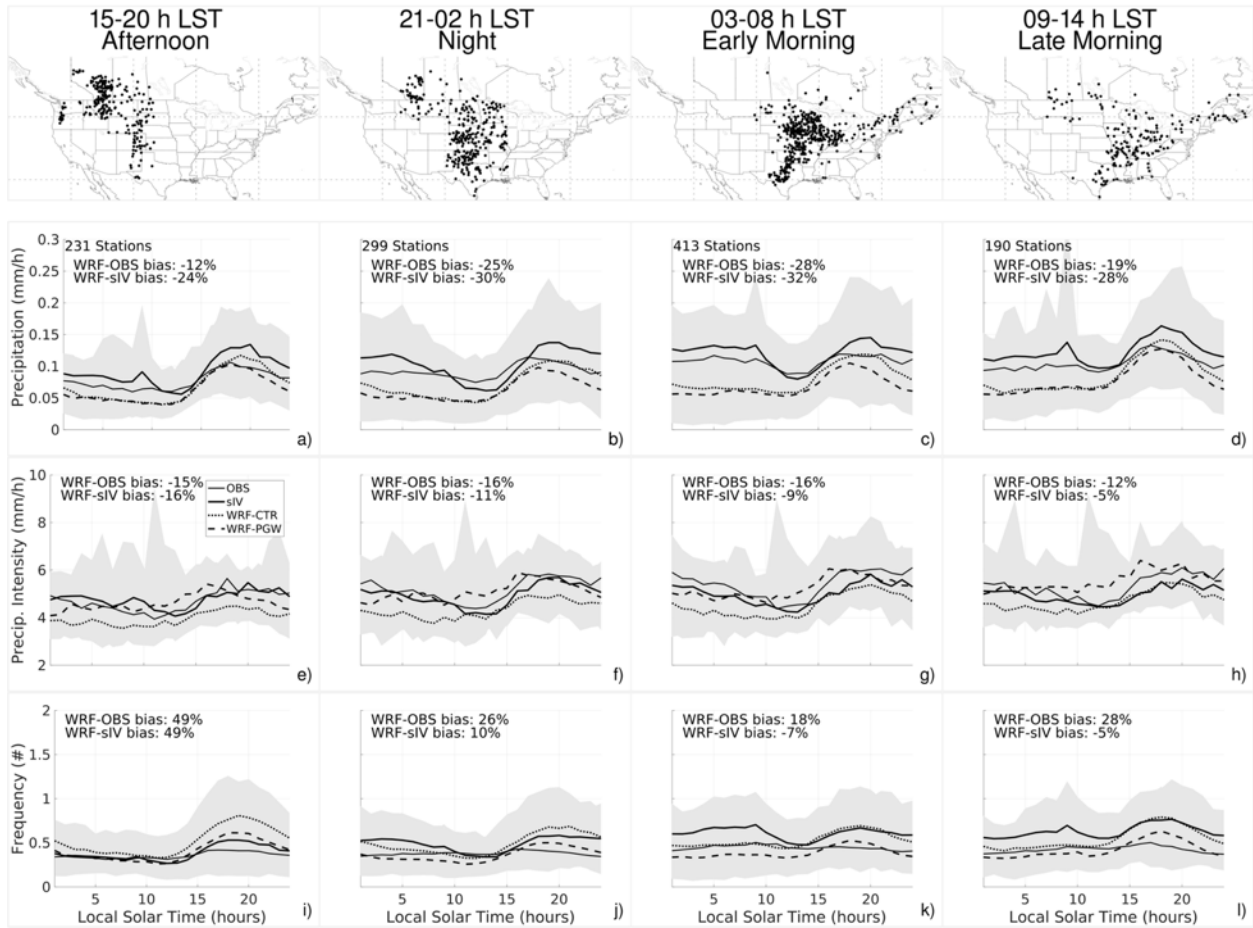 15-20 h LST
Afternoon
21-02 h LST
Night
03-08 h LST
Early Morning
09-14 h LST
Late Morning
Precipitation (mm/h)
0.3
0.25
0.2
0.15
0.1
0.05
0
231 Stations
WRF-OBS bias: -12%
WRF-sIV bias: -24%
a)
299 Stations
WRF-OBS bias: -25%
WRF-sIV bias: -30%
b)
413 Stations
WRF-OBS bias: -28%
WRF-sIV bias: -32%
c)
190 Stations
WRF-OBS bias: -19%
WRF-sIV bias: -28%
d)
Precip. Intensity (mm/h)
10
8
6
4
2
WRF-OBS bias: -15%
WRF-sIV bias: -16%
OBS
sIV
WRF-CTR
WRF-PGW
e)
WRF-OBS bias: -16%
WRF-sIV bias: -11%
f)
WRF-OBS bias: -16%
WRF-sIV bias: -9%
g)
WRF-OBS bias: -12%
WRF-sIV bias: -5%
h)
Frequency (#)
2
1.5
1
0.5
0
WRF-OBS bias: 49%
WRF-sIV bias: 49%
5 10 15 20
Local Solar Time (hours)
i)
WRF-OBS bias: 26%
WRF-sIV bias: 10%
5 10 15 20
Local Solar Time (hours)
j)
WRF-OBS bias: 18%
WRF-sIV bias: -7%
5 10 15 20
Local Solar Time (hours)
k)
WRF-OBS bias: 28%
WRF-sIV bias: -5%
5 10 15 20
Local Solar Time (hours)
l)